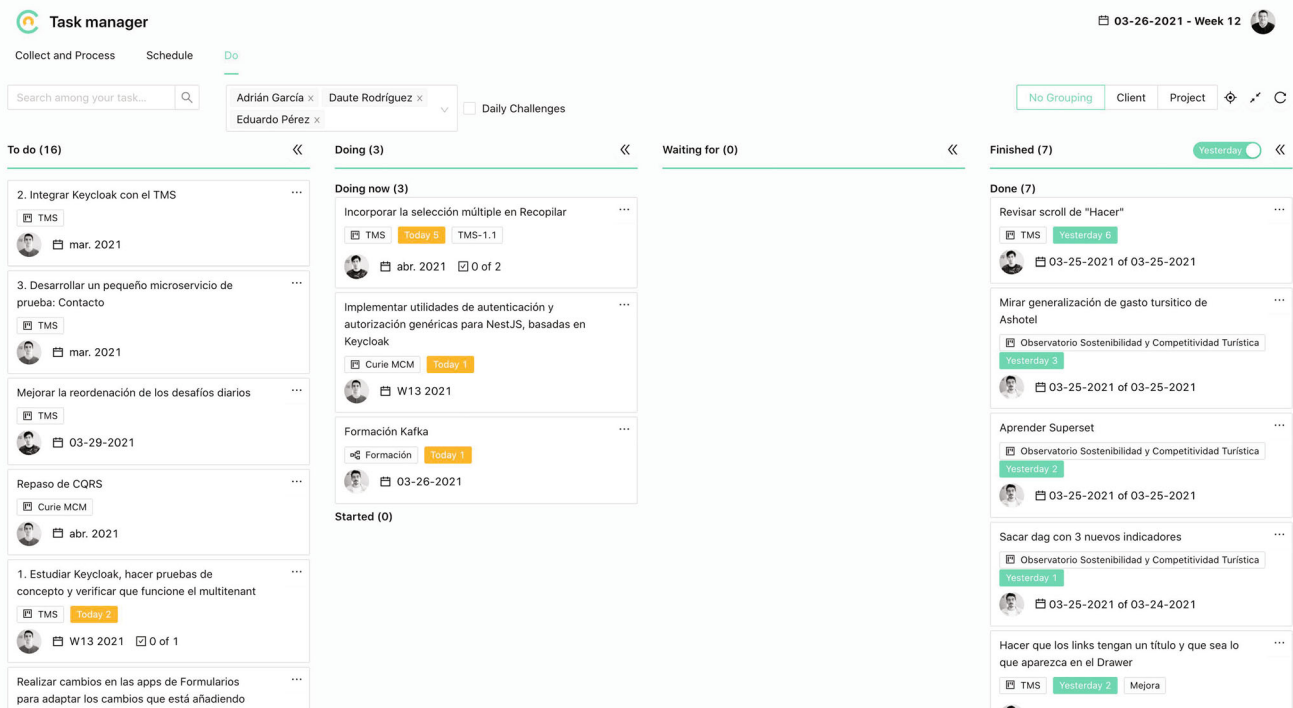 Task manager
03-26-2021 - Week 12
Collect and Process
Schedule
Do
Search among your task...
Adrián García ×
Daute Rodríguez ×
Eduardo Pérez ×
Daily Challenges
No Grouping
Client
Project
To do (16)
2. Integrar Keycloak con el TMS
TMS
mar. 2021
3. Desarrollar un pequeño microservicio de
prueba: Contacto
TMS
mar. 2021
Mejorar la reordenación de los desafíos diarios
TMS
03-29-2021
Repaso de CQRS
Curie MCM
abr. 2021
1. Estudiar Keycloak, hacer pruebas de
concepto y verificar que funcione el multitenant
TMS
Today 2
W13 2021
0 of 1
Realizar cambios en las apps de Formularios
para adaptar los cambios que está añadiendo
Doing (3)
Doing now (3)
Incorporar la selección múltiple en Recopilar
TMS
Today 5
TMS-1.1
abr. 2021
0 of 2
Implementar utilidades de autenticación y
autorización genéricas para NestJS, basadas en
Keycloak
Curie MCM
Today 1
W13 2021
Formación Kafka
Formación
Today 1
03-26-2021
Started (0)
Waiting for (0)
Finished (7)
Yesterday
Done (7)
Revisar scroll de "Hacer"
TMS
Yesterday 6
03-25-2021 of 03-25-2021
Mirar generalización de gasto tursitico de
Ashotel
Observatorio Sostenibilidad y Competitividad Turística
Yesterday 3
03-25-2021 of 03-25-2021
Aprender Superset
Observatorio Sostenibilidad y Competitividad Turística
Yesterday 2
03-25-2021 of 03-25-2021
Sacar dag con 3 nuevos indicadores
Observatorio Sostenibilidad y Competitividad Turística
Yesterday 1
03-25-2021 of 03-24-2021
Hacer que los links tengan un título y que sea lo
que aparezca en el Drawer
TMS
Yesterday 2
Mejora